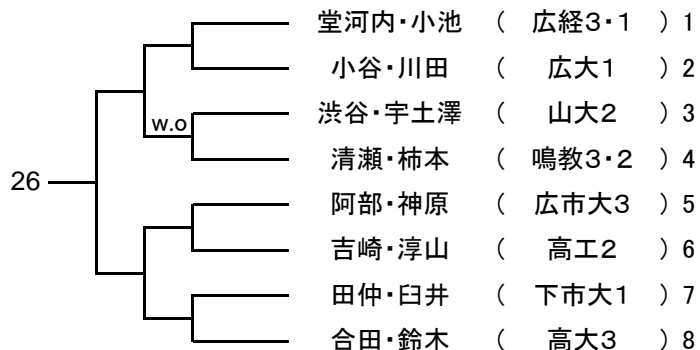 堂河内・小池 ( 広経3・1 ) 1
小谷・川田 ( 広大1 ) 2
w.o
渋谷・宇土澤 ( 山大2 ) 3
清瀬・柿本 ( 鳴教3・2 ) 4
26
阿部・神原 ( 広市大3 ) 5
吉崎・淳山 ( 高工2 ) 6
田仲・臼井 ( 下市大1 ) 7
合田・鈴木 ( 高大3 ) 8